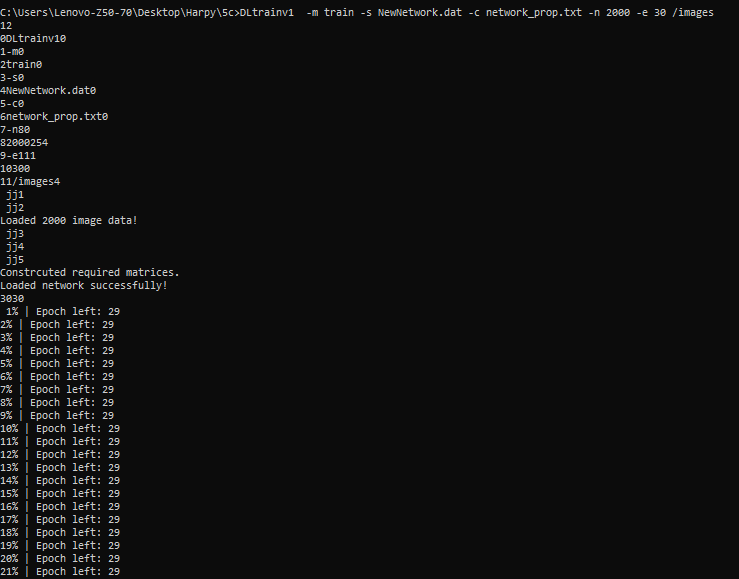 C:\Users\Lenovo-Z50-70\Desktop\Harpy\5c>DLtrainv1  -m train -s NewNetwork.dat -c network_prop.txt -n 2000 -e 30 /images
12
0DLtrainv10
1-m0
2train0
3-s0
4NewNetwork.dat0
5-c0
6network_prop.txt0
7-n80
82000254
9-e111
10300
11/images4
 jj1
 jj2
Loaded 2000 image data!
 jj3
 jj4
 jj5
Constrcuted required matrices.
Loaded network successfully!
3030
 1% | Epoch left: 29
2% | Epoch left: 29
3% | Epoch left: 29
4% | Epoch left: 29
5% | Epoch left: 29
6% | Epoch left: 29
7% | Epoch left: 29
8% | Epoch left: 29
9% | Epoch left: 29
10% | Epoch left: 29
11% | Epoch left: 29
12% | Epoch left: 29
13% | Epoch left: 29
14% | Epoch left: 29
15% | Epoch left: 29
16% | Epoch left: 29
17% | Epoch left: 29
18% | Epoch left: 29
19% | Epoch left: 29
20% | Epoch left: 29
21% | Epoch left: 29